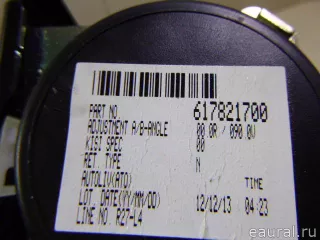 PART NO. 617821700
ADJUSTMENT A/B-ANGLE 00.0R / 090.0V
KISI SPEC 00
RET. TYPE N
AUTOLIV(ATO) TIME
LOT. DATE(YY/MM/DD) 12/12/13 04:23
LINE NO R27-L4
© eaural.ru